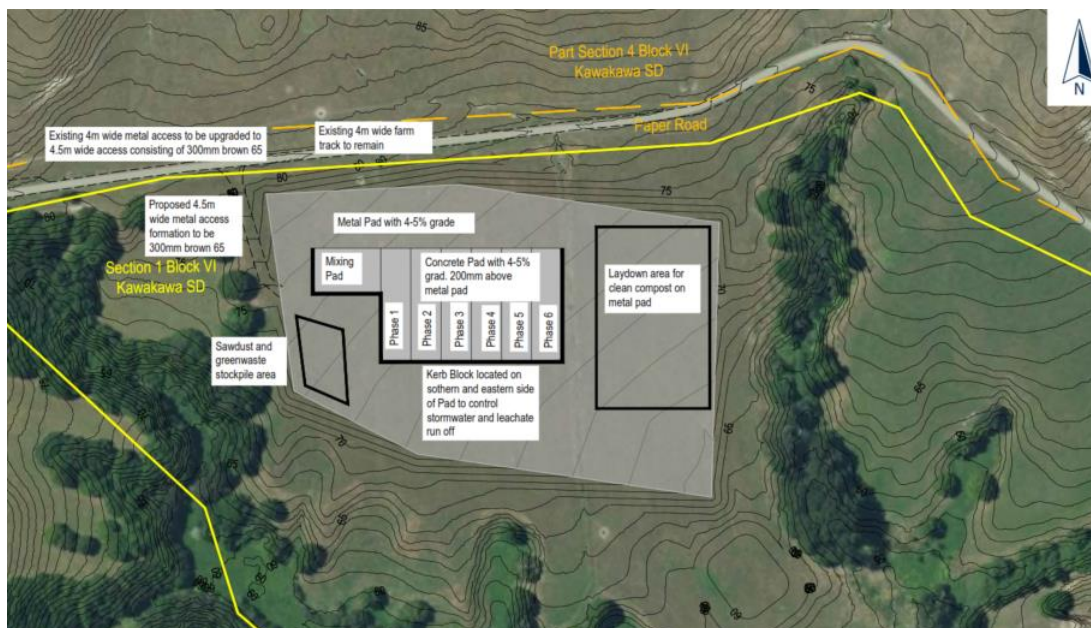 85
Part Section 4 Block VI
Kawakawa SD
N
75
Existing 4m wide metal access to be upgraded to
4.5m wide access consisting of 300mm brown 65
Existing 4m wide farm
track to remain
Paper Road
80
80
75
Proposed 4.5m
wide metal access
formation to be
300mm brown 65
Section 1 Block VI
Kawakawa SD
75
Metal Pad with 4-5% grade
Mixing
Pad
Concrete Pad with 4-5%
grad. 200mm above
metal pad
Laydown area for
clean compost on
metal pad
70
Phase 1
Phase 2
Phase 3
Phase 4
Phase 5
Phase 6
Sawdust and
greenwaste
stockpile area
Kerb Block located on
sothern and eastern side
of Pad to control
stormwater and leachate
run off
65
70
65
65